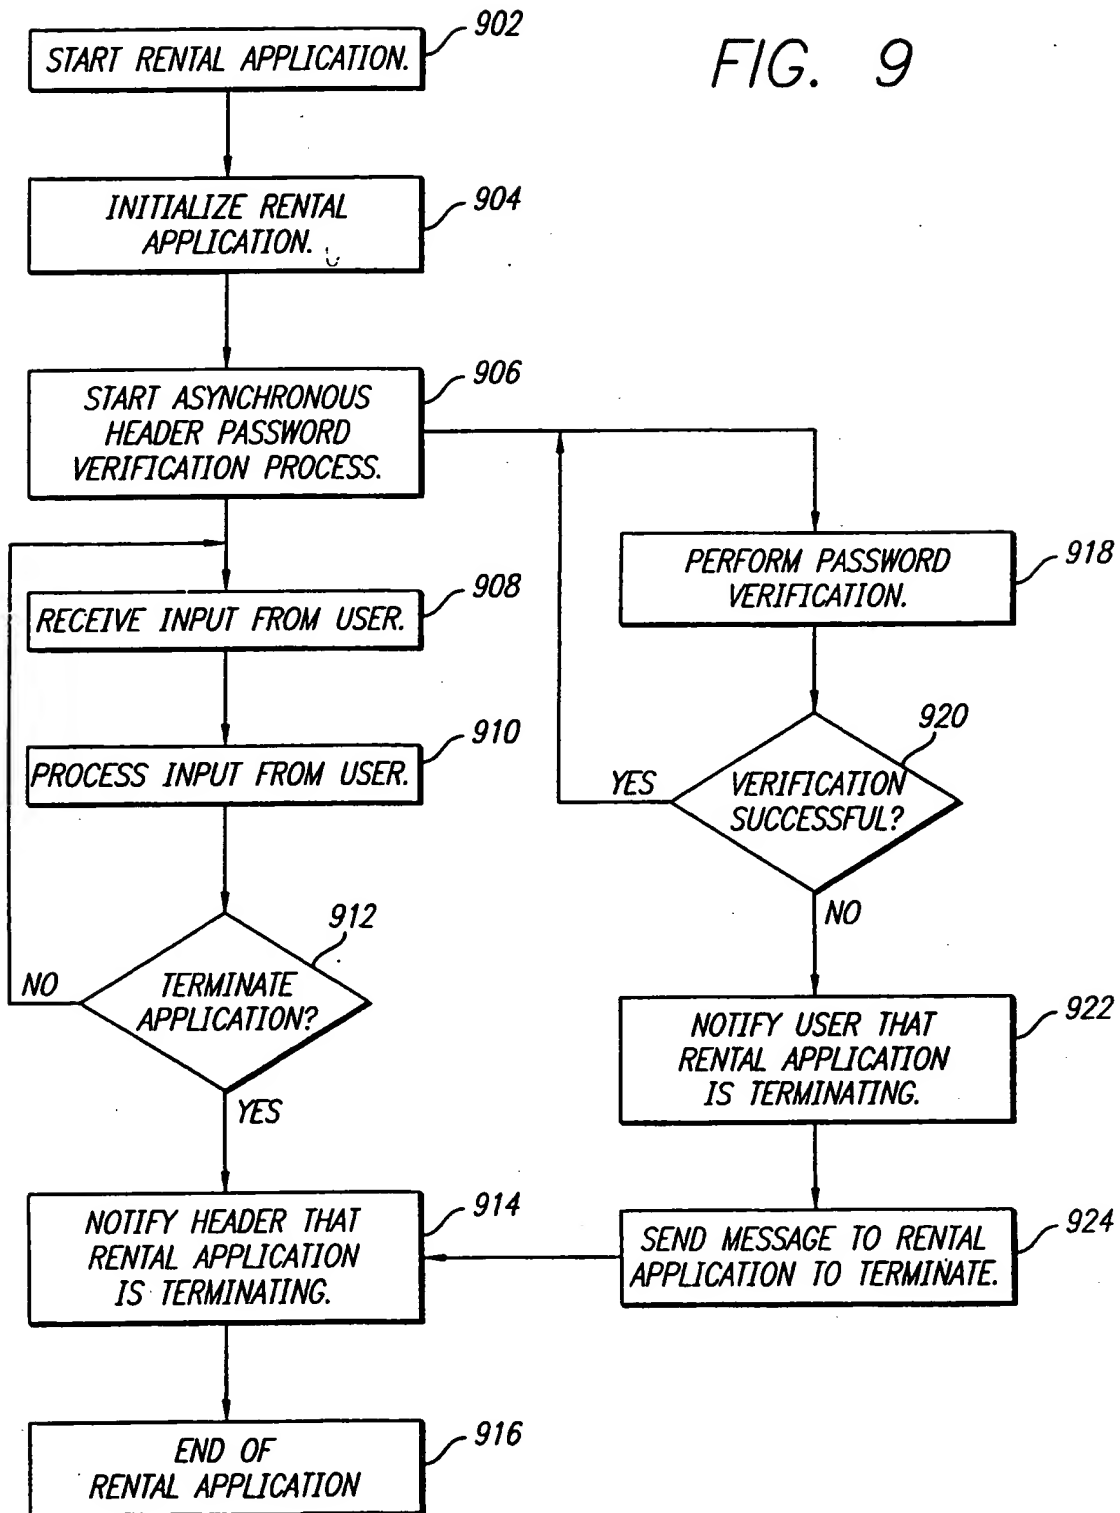 FIG. 9
START RENTAL APPLICATION.
902
INITIALIZE RENTAL
APPLICATION.
904
START ASYNCHRONOUS
HEADER PASSWORD
VERIFICATION PROCESS.
906
RECEIVE INPUT FROM USER.
908
PROCESS INPUT FROM USER.
910
TERMINATE
APPLICATION?
912
NO
YES
NOTIFY HEADER THAT
RENTAL APPLICATION
IS TERMINATING.
914
END OF
RENTAL APPLICATION
916
PERFORM PASSWORD
VERIFICATION.
918
VERIFICATION
SUCCESSFUL?
920
YES
NO
NOTIFY USER THAT
RENTAL APPLICATION
IS TERMINATING.
922
SEND MESSAGE TO RENTAL
APPLICATION TO TERMINATE.
924